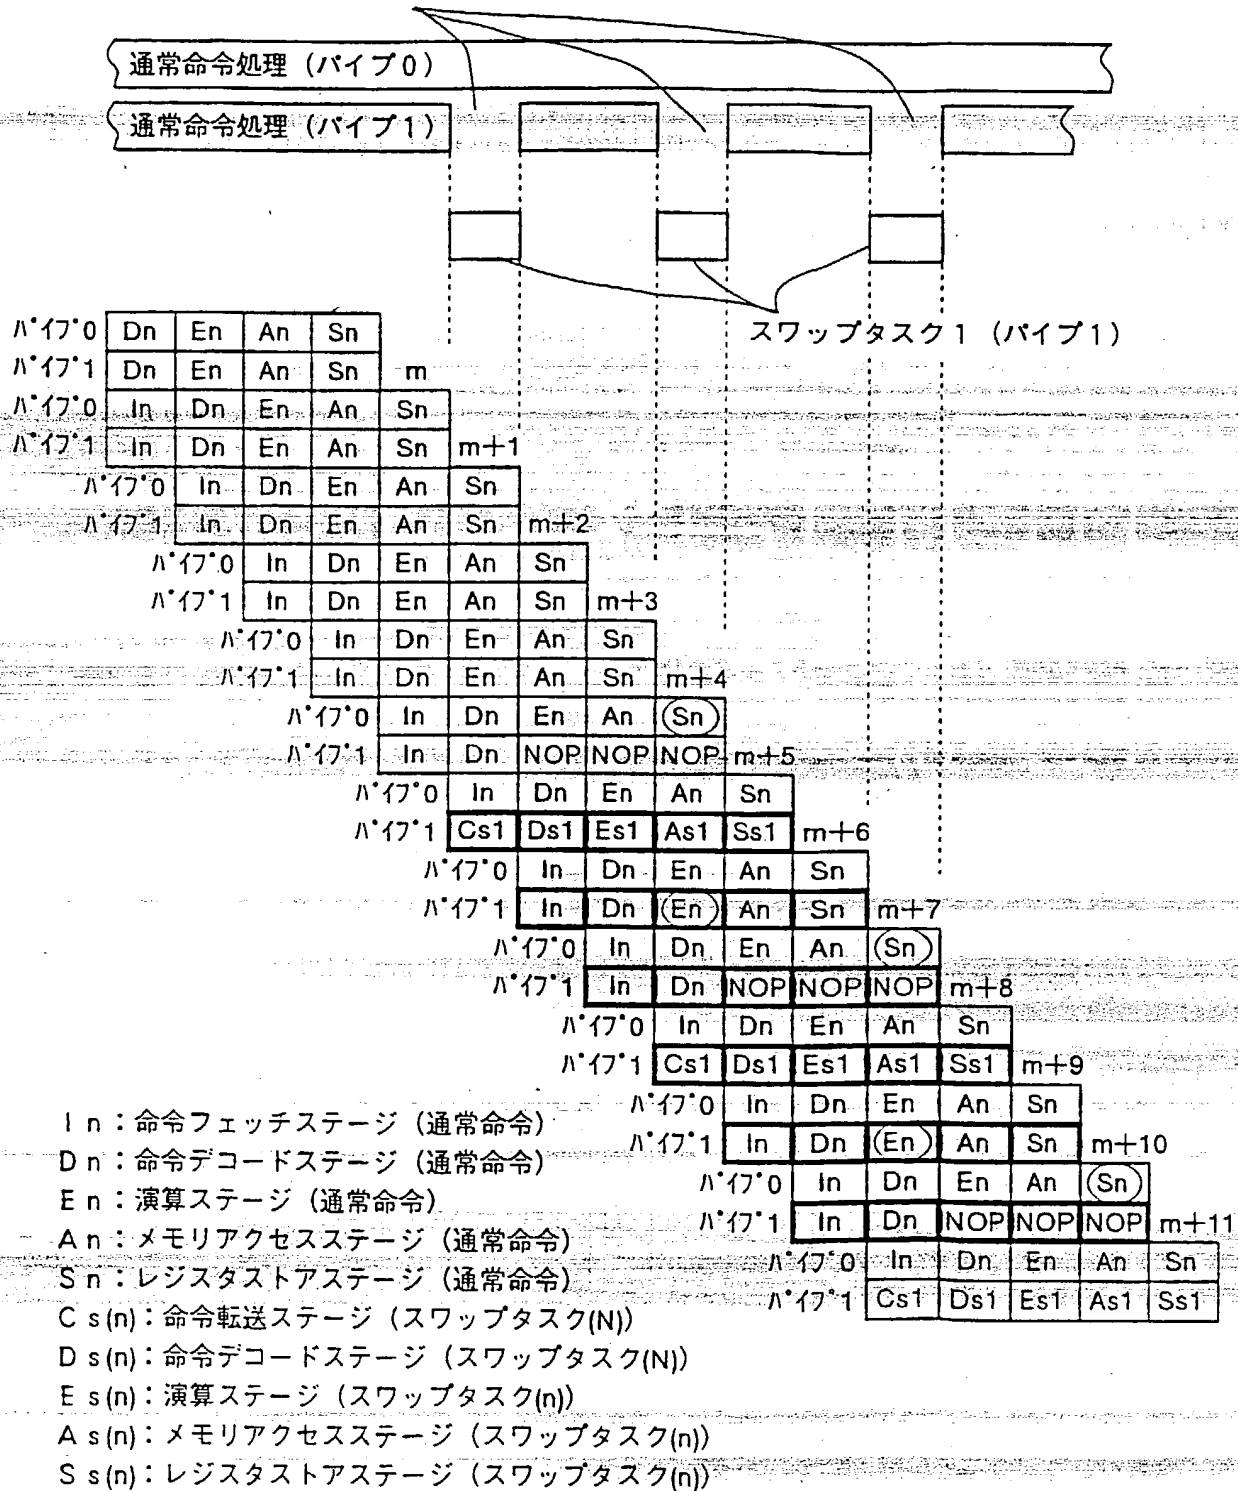 通常命令処理（パイプ０）
通常命令処理（パイプ１）
スワップタスク１（パイプ１）
ﾊﾟｲﾌﾟ0 Dn En An Sn
ﾊﾟｲﾌﾟ1 Dn En An Sn m
ﾊﾟｲﾌﾟ0 In Dn En An Sn
ﾊﾟｲﾌﾟ1 In Dn En An Sn m+1
ﾊﾟｲﾌﾟ0 In Dn En An Sn
ﾊﾟｲﾌﾟ1 In Dn En An Sn m+2
ﾊﾟｲﾌﾟ0 In Dn En An Sn
ﾊﾟｲﾌﾟ1 In Dn En An Sn m+3
ﾊﾟｲﾌﾟ0 In Dn En An Sn
ﾊﾟｲﾌﾟ1 In Dn En An Sn m+4
ﾊﾟｲﾌﾟ0 In Dn En An Sn
ﾊﾟｲﾌﾟ1 In Dn NOP NOP NOP m+5
ﾊﾟｲﾌﾟ0 In Dn En An Sn
ﾊﾟｲﾌﾟ1 Cs1 Ds1 Es1 As1 Ss1 m+6
ﾊﾟｲﾌﾟ0 In Dn En An Sn
ﾊﾟｲﾌﾟ1 In Dn En An Sn m+7
ﾊﾟｲﾌﾟ0 In Dn En An Sn
ﾊﾟｲﾌﾟ1 In Dn NOP NOP NOP m+8
ﾊﾟｲﾌﾟ0 In Dn En An Sn
ﾊﾟｲﾌﾟ1 Cs1 Ds1 Es1 As1 Ss1 m+9
ﾊﾟｲﾌﾟ0 In Dn En An Sn
ﾊﾟｲﾌﾟ1 In Dn En An Sn m+10
ﾊﾟｲﾌﾟ0 In Dn En An Sn
ﾊﾟｲﾌﾟ1 In Dn NOP NOP NOP m+11
ﾊﾟｲﾌﾟ0 In Dn En An Sn
ﾊﾟｲﾌﾟ1 Cs1 Ds1 Es1 As1 Ss1
Ｉｎ：命令フェッチステージ（通常命令）
Ｄｎ：命令デコードステージ（通常命令）
Ｅｎ：演算ステージ（通常命令）
Ａｎ：メモリアクセスステージ（通常命令）
Ｓｎ：レジスタストアステージ（通常命令）
Ｃｓ(n)：命令転送ステージ（スワップタスク(N)）
Ｄｓ(n)：命令デコードステージ（スワップタスク(N)）
Ｅｓ(n)：演算ステージ（スワップタスク(n)）
Ａｓ(n)：メモリアクセスステージ（スワップタスク(n)）
Ｓｓ(n)：レジスタストアステージ（スワップタスク(n)）